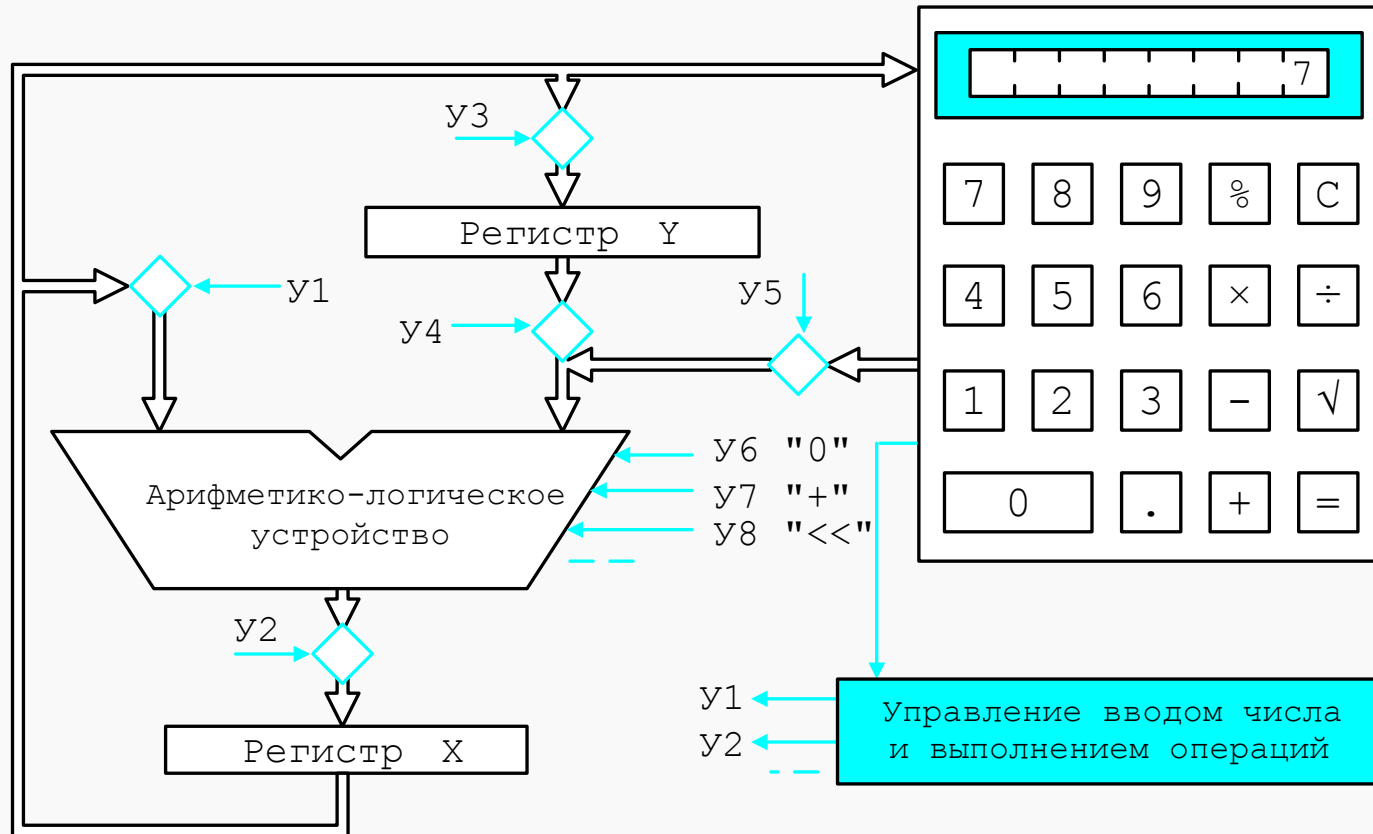 7
У3
7 8 9 % C
Регистр Y
У1
У5
4 5 6 × ÷
У4
1 2 3 - √
У6 "0"
Арифметико-логическое
устройство
У7 "+"
У8 "<<"
0 . + =
У2
У1
У2
Управление вводом числа
и выполнением операций
Регистр X